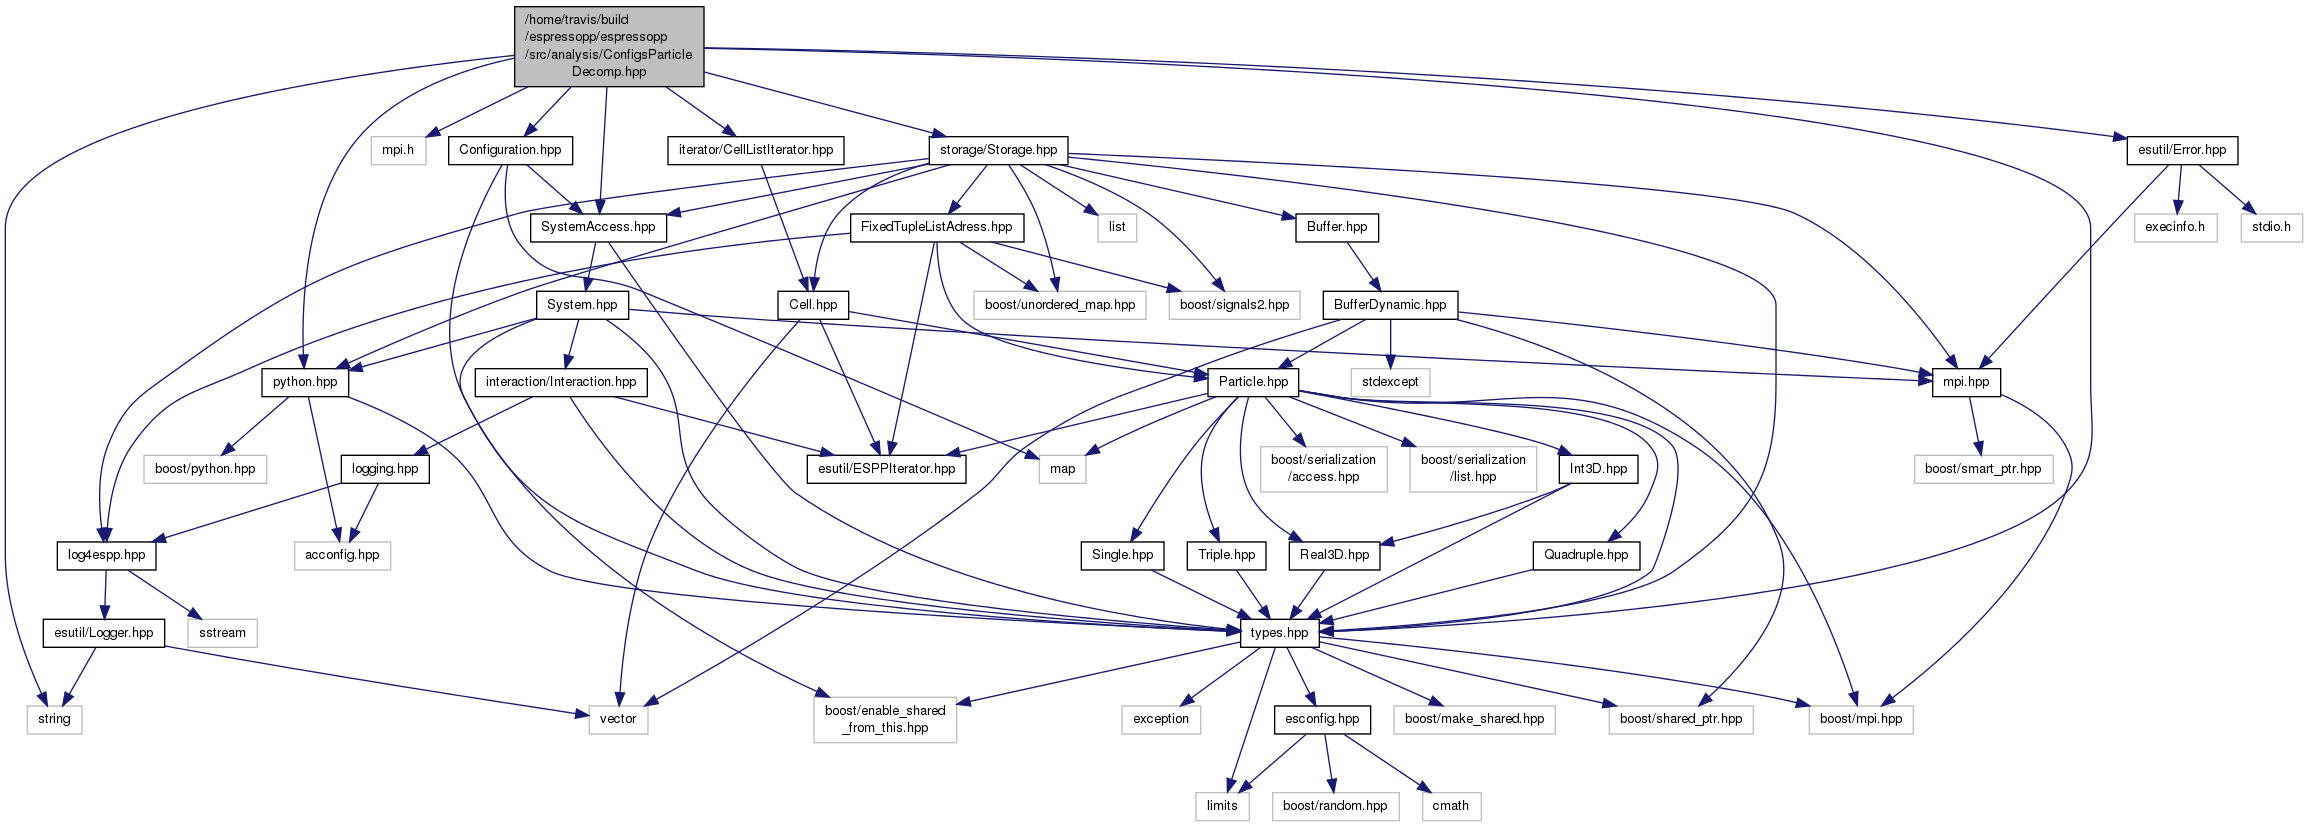 /home/travis/build
/espressopp/espressopp
/src/analysis/ConfigsParticle
Decomp.hpp
mpi.h
Configuration.hpp
iterator/CellListIterator.hpp
storage/Storage.hpp
esutil/Error.hpp
SystemAccess.hpp
FixedTupleListAdress.hpp
list
Buffer.hpp
execinfo.h
stdio.h
System.hpp
Cell.hpp
boost/unordered_map.hpp
boost/signals2.hpp
BufferDynamic.hpp
python.hpp
interaction/Interaction.hpp
Particle.hpp
stdexcept
mpi.hpp
boost/python.hpp
logging.hpp
esutil/ESPPIterator.hpp
map
boost/serialization
/access.hpp
boost/serialization
/list.hpp
Int3D.hpp
boost/smart_ptr.hpp
log4espp.hpp
acconfig.hpp
Single.hpp
Triple.hpp
Real3D.hpp
Quadruple.hpp
esutil/Logger.hpp
sstream
types.hpp
string
vector
boost/enable_shared
_from_this.hpp
exception
esconfig.hpp
boost/make_shared.hpp
boost/shared_ptr.hpp
boost/mpi.hpp
limits
boost/random.hpp
cmath